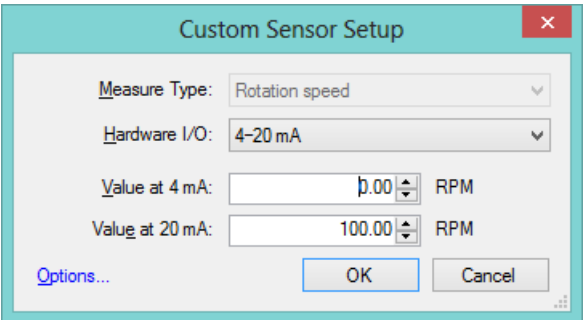 Custom Sensor Setup
Measure Type: Rotation speed
Hardware I/O: 4-20 mA
Value at 4 mA: 0.00 RPM
Value at 20 mA: 100.00 RPM
Options... OK Cancel